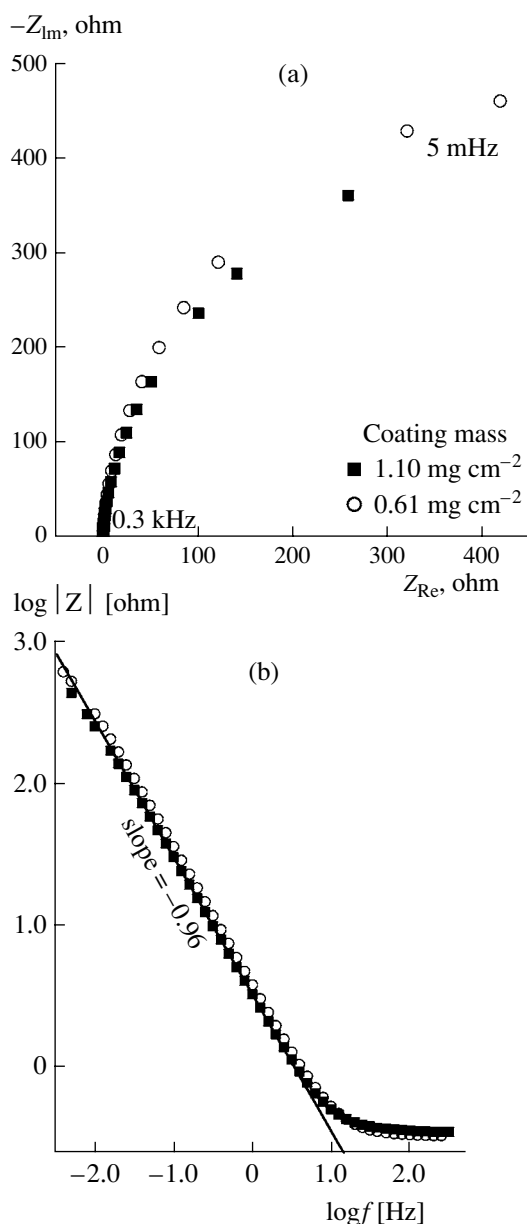 −Z_Im, ohm
500
(a)
5 mHz
400
300
200
Coating mass
100
1.10 mg cm⁻²
0.61 mg cm⁻²
0.3 kHz
0
0 100 200 300 400
Z_Re, ohm
log |Z| [ohm]
3.0
(b)
2.0
slope = −0.96
1.0
0
−2.0 −1.0 0 1.0 2.0
log f [Hz]